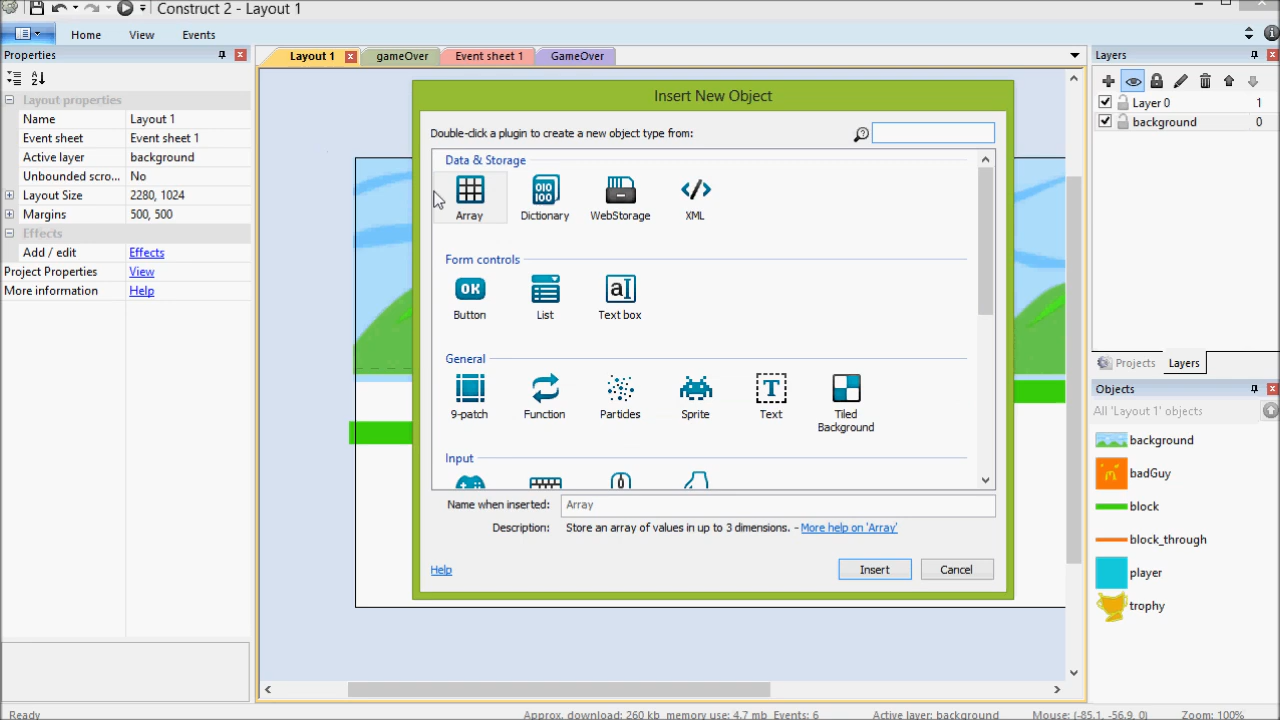 Construct 2 - Layout 1
Home View Events
Properties
Layout properties
Name Layout 1
Event sheet Event sheet 1
Active layer background
Unbounded scro... No
Layout Size 2280, 1024
Margins 500, 500
Effects
Add / edit Effects
Project Properties View
More information Help
Layout 1 gameOver Event sheet 1 GameOver
Insert New Object
Double-click a plugin to create a new object type from:
Data & Storage
Array Dictionary WebStorage XML
Form controls
Button List Text box
General
9-patch Function Particles Sprite Text Tiled
Background
Input
Name when inserted: Array
Description: Store an array of values in up to 3 dimensions. - More help on 'Array'
Help Insert Cancel
Layers
Layer 0 1
background 0
Projects Layers
Objects
All 'Layout 1' objects
background
badGuy
block
block_through
player
trophy
Ready Approx. download: 260 kb memory use: 4.7 mb Events: 6 Active layer: background Mouse: (-85.1, -56.9, 0) Zoom: 100%